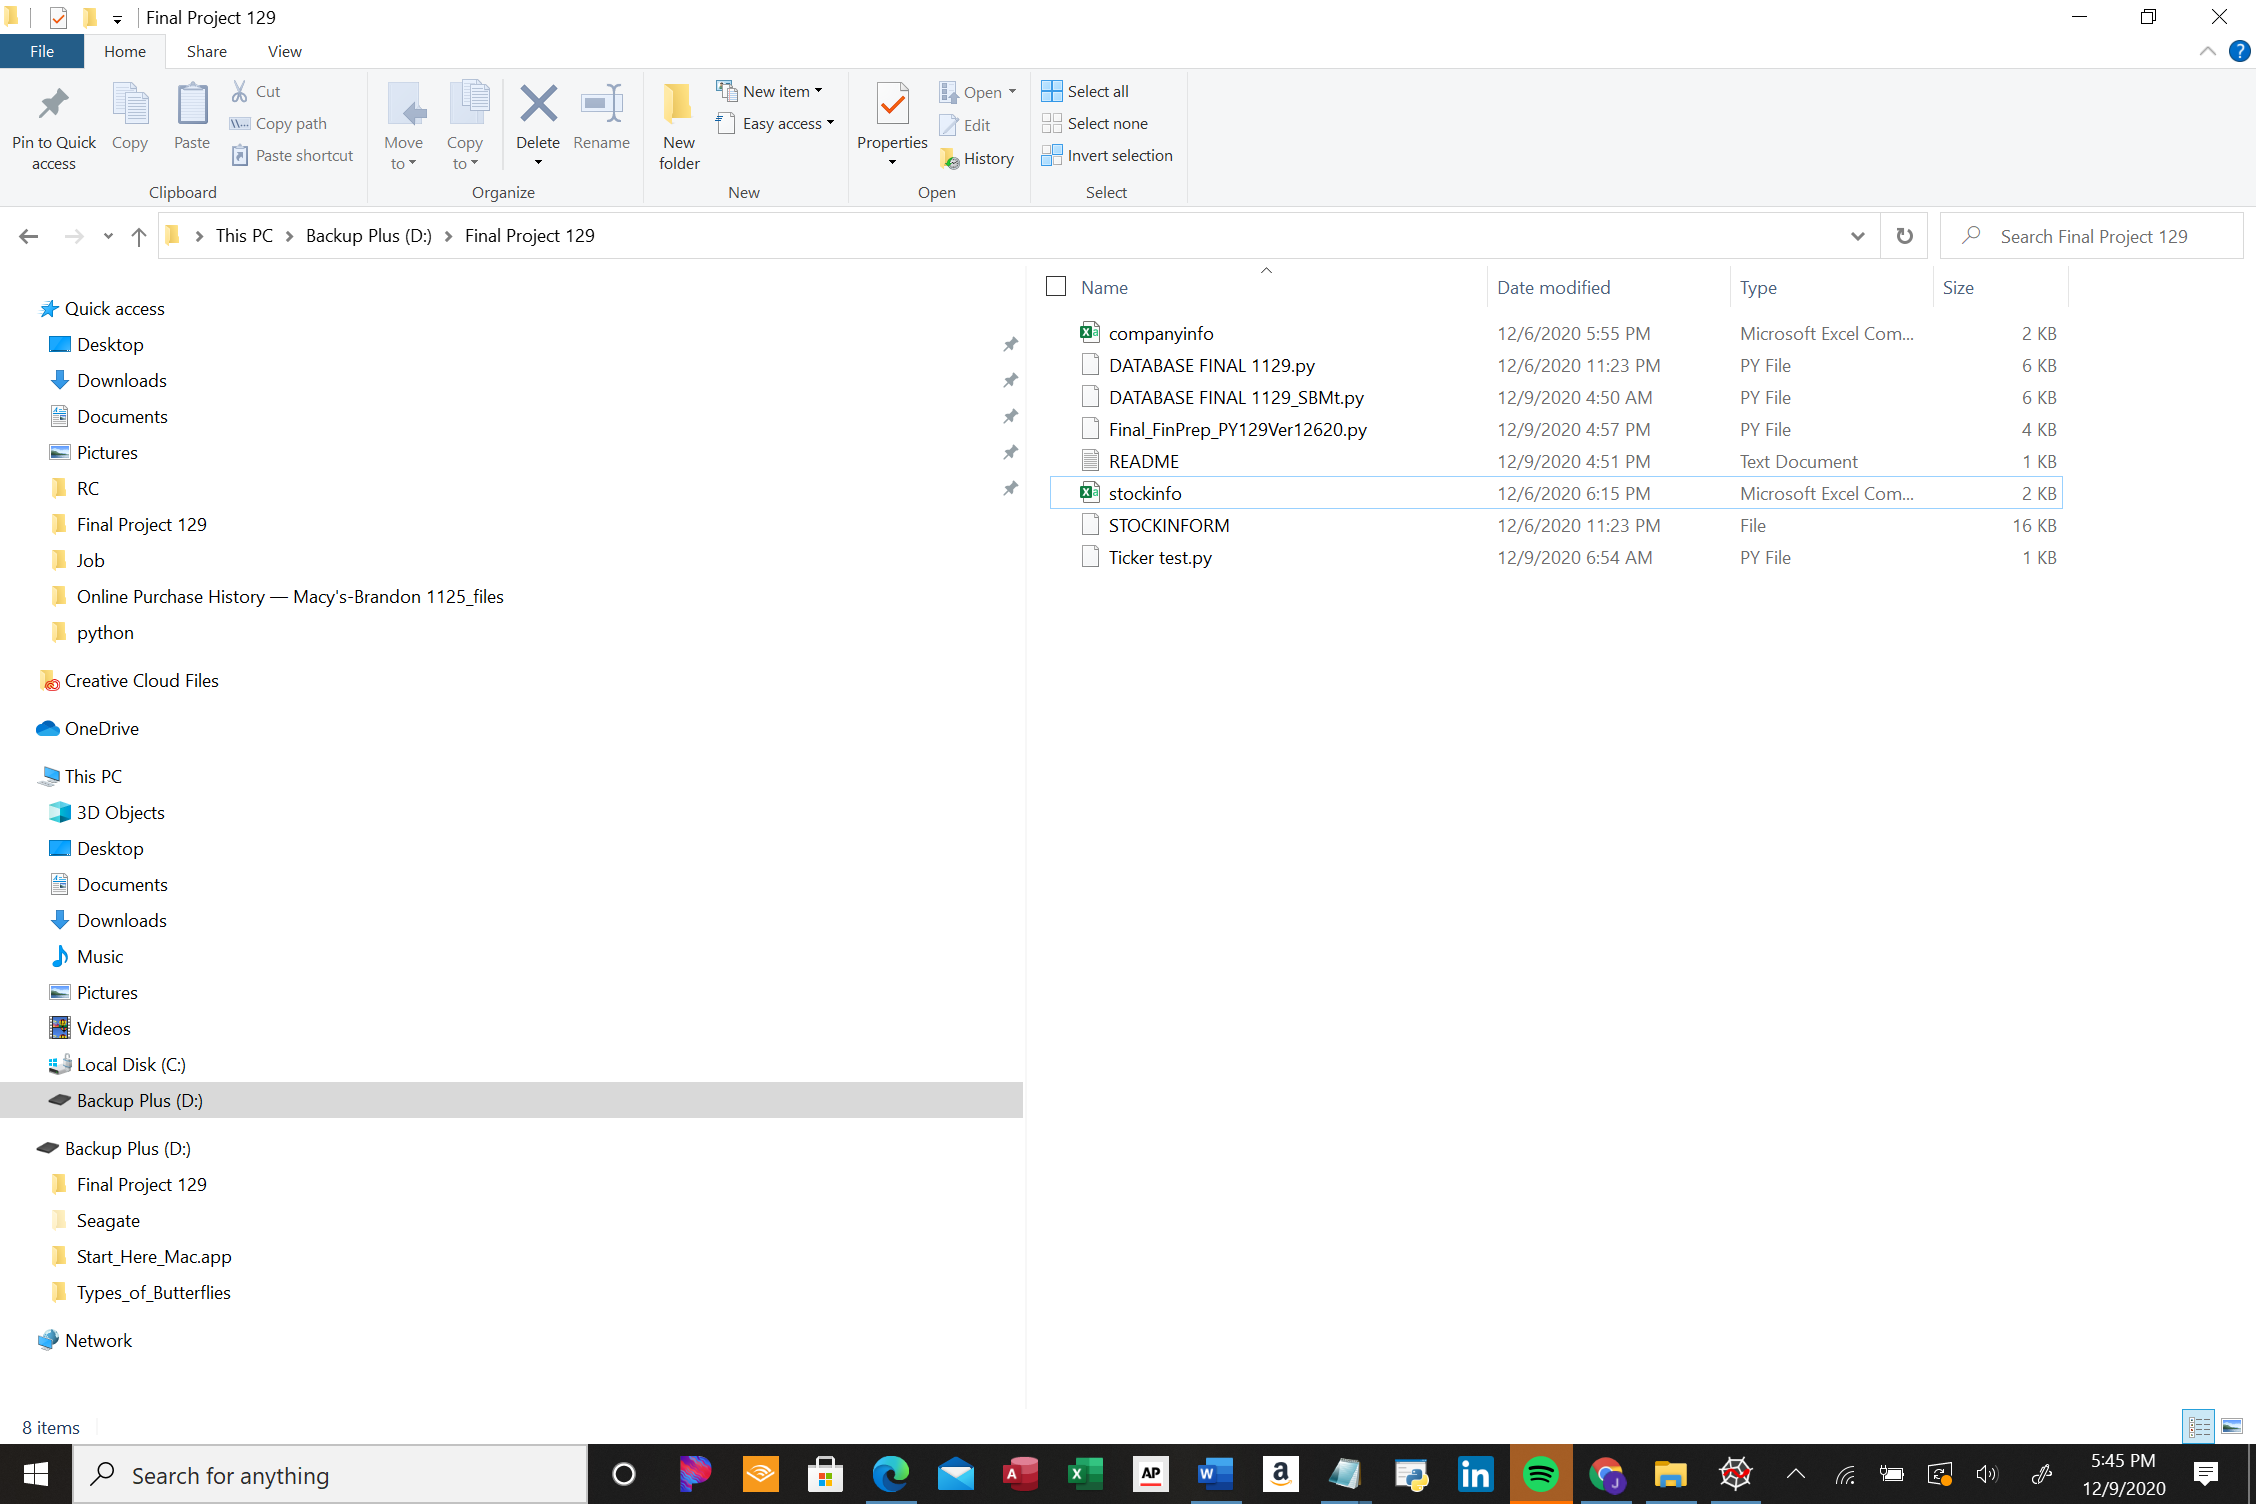 Final Project 129
File Home Share View
Pin to Quick access
Copy
Paste
Cut
Copy path
Paste shortcut
Clipboard
Move to
Copy to
Delete
Rename
Organize
New folder
New item
Easy access
New
Properties
Open
Edit
History
Open
Select all
Select none
Invert selection
Select
This PC Backup Plus (D:) Final Project 129
Search Final Project 129
Quick access
Desktop
Downloads
Documents
Pictures
RC
Final Project 129
Job
Online Purchase History — Macy's-Brandon 1125_files
python
Creative Cloud Files
OneDrive
This PC
3D Objects
Desktop
Documents
Downloads
Music
Pictures
Videos
Local Disk (C:)
Backup Plus (D:)
Backup Plus (D:)
Final Project 129
Seagate
Start_Here_Mac.app
Types_of_Butterflies
Network
Name Date modified Type Size
companyinfo 12/6/2020 5:55 PM Microsoft Excel Com... 2 KB
DATABASE FINAL 1129.py 12/6/2020 11:23 PM PY File 6 KB
DATABASE FINAL 1129_SBMt.py 12/9/2020 4:50 AM PY File 6 KB
Final_FinPrep_PY129Ver12620.py 12/9/2020 4:57 PM PY File 4 KB
README 12/9/2020 4:51 PM Text Document 1 KB
stockinfo 12/6/2020 6:15 PM Microsoft Excel Com... 2 KB
STOCKINFORM 12/6/2020 11:23 PM File 16 KB
Ticker test.py 12/9/2020 6:54 AM PY File 1 KB
8 items
Search for anything
AP
5:45 PM
12/9/2020